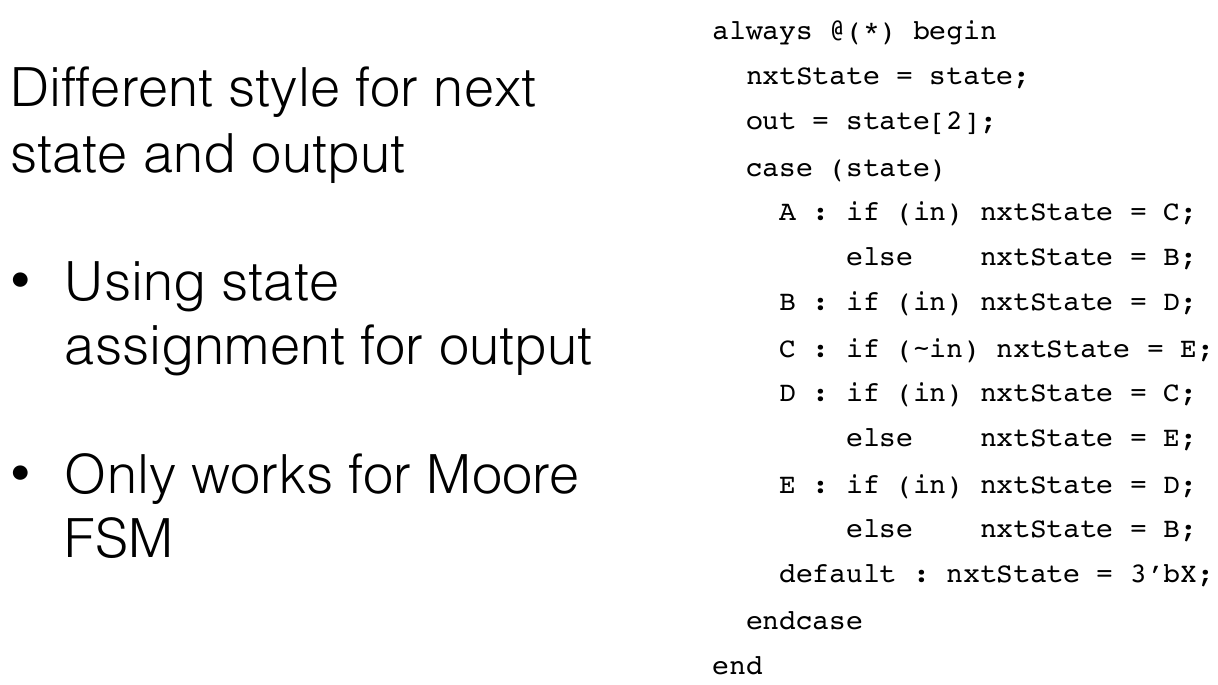 Different style for next
state and output
• Using state
assignment for output
• Only works for Moore
FSM
always @(*) begin
  nxtState = state;
  out = state[2];
  case (state)
    A : if (in) nxtState = C;
        else    nxtState = B;
    B : if (in) nxtState = D;
    C : if (~in) nxtState = E;
    D : if (in) nxtState = C;
        else    nxtState = E;
    E : if (in) nxtState = D;
        else    nxtState = B;
    default : nxtState = 3’bX;
  endcase
end